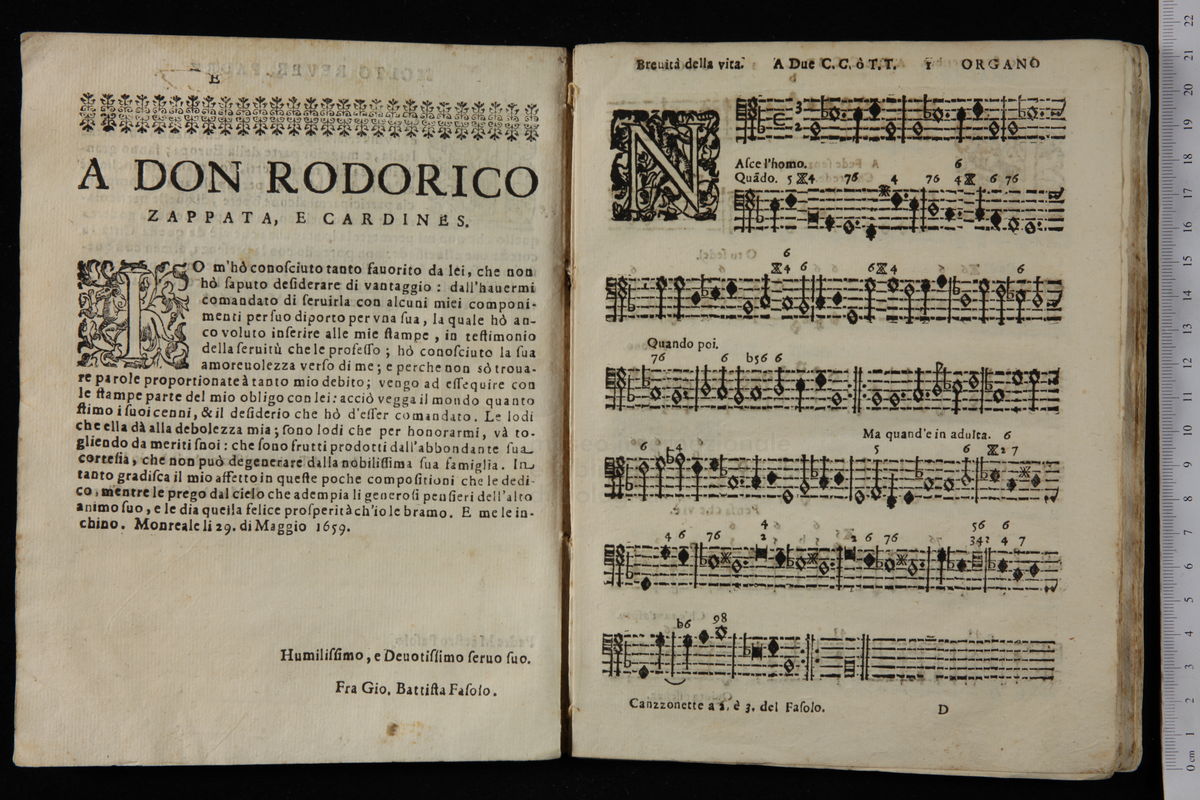 E
A DON RODORICO
ZAPPATA, E CARDINES.
IO m'hò conosciuto tanto fauorito da lei, che non
hò saputo desiderare di vantaggio: dall'hauermi
comandato di seruirla con alcuni miei componi-
menti per suo diporto per vna sua, la quale hò an-
co voluto inserire alle mie stampe, in testimonio
della seruitù che le professo; hò conosciuto la sua
amoreuolezza verso di me; e perche non sò troua-
re parole proportionate à tanto mio debito; vengo ad essequire con
le stampe parte del mio obligo con lei: acciò vegga il mondo quanto
stimo i suoi cenni, & il desiderio che hò d'esser comandato. Le lodi
che ella dà alla debolezza mia; sono lodi che per honorarmi, và to-
gliendo da meriti suoi: che sono frutti prodotti dall'abbondante sua
cortesia, che non può degenerare dalla nobilissima sua famiglia. In
tanto gradisca il mio affetto in queste poche compositioni che le dedi-
co, mentre le prego dal cielo che adempia li generosi pensieri dell'alto
animo suo, e le dia quella felice prosperità ch'io le bramo. E me le in-
chino. Monreale li 29. di Maggio 1659.
Humilissimo, e Deuotissimo seruo suo.
Fra Gio. Battista Fasolo.
Breuità della vita. A Due C.C. ò T.T. 1 ORGANO
NAsce l'homo.
Quãdo.
Quando poi.
Ma quand'e in adulta.
Canzzonette a 2. è 3. del Fasolo. D